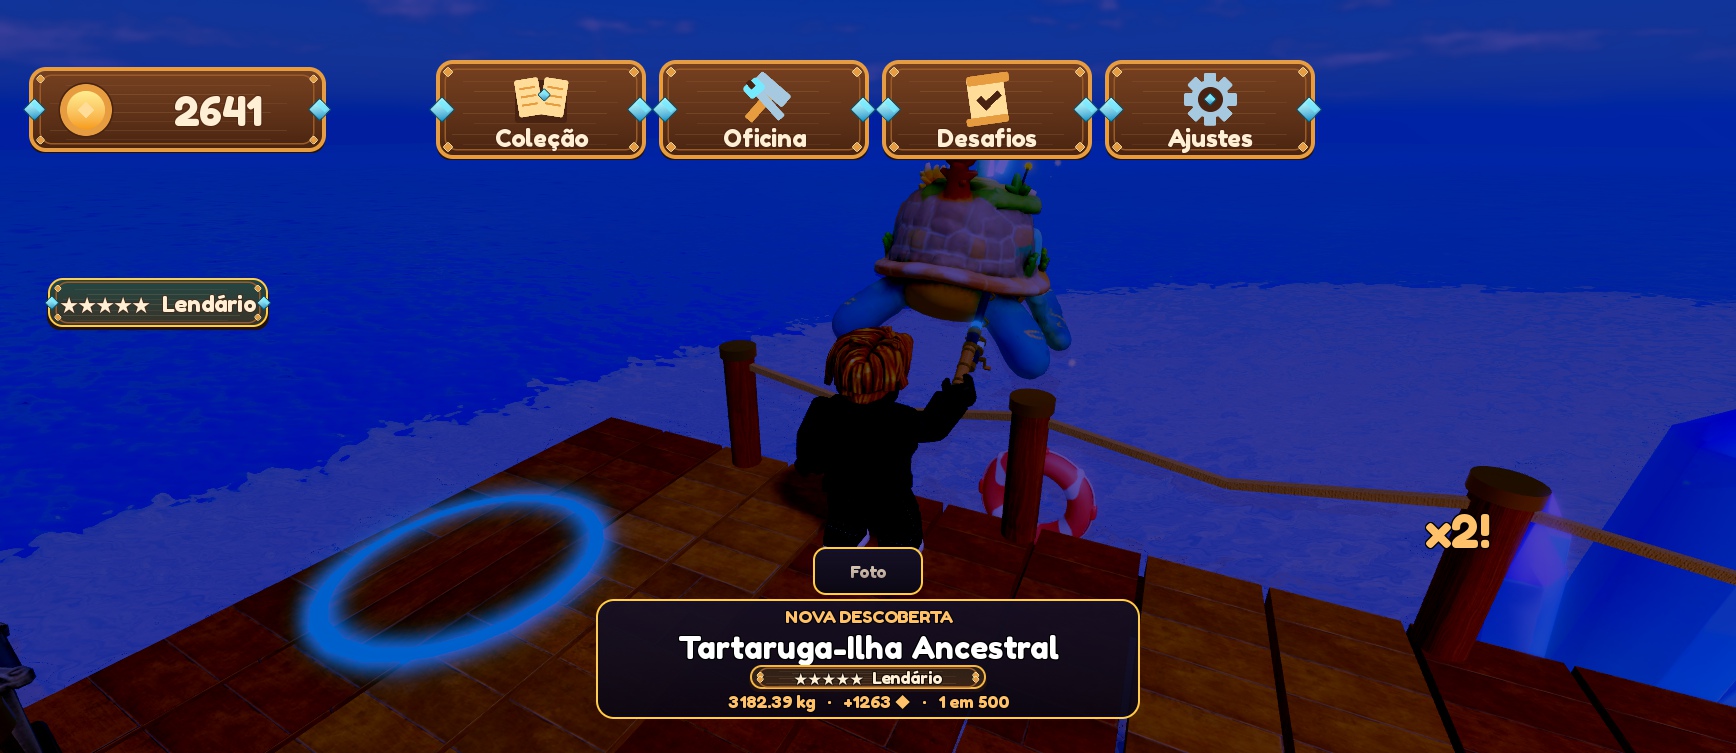 2641
Coleção
Oficina
Desafios
Ajustes
★★★★★ Lendário
x2!
Foto
NOVA DESCOBERTA
Tartaruga-Ilha Ancestral
★★★★★ Lendário
3182.39 kg · +1263 ◆ · 1 em 500